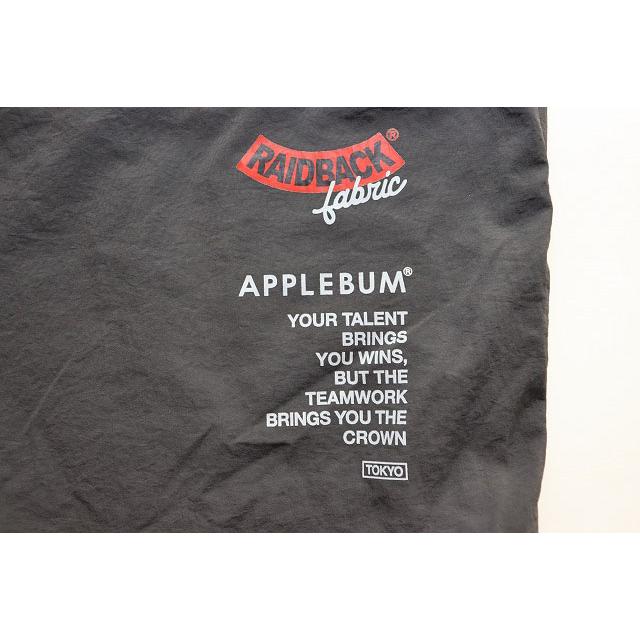 RAIDBACK®
fabric
APPLEBUM®
YOUR TALENT
BRINGS
YOU WINS,
BUT THE
TEAMWORK
BRINGS YOU THE
CROWN
TOKYO